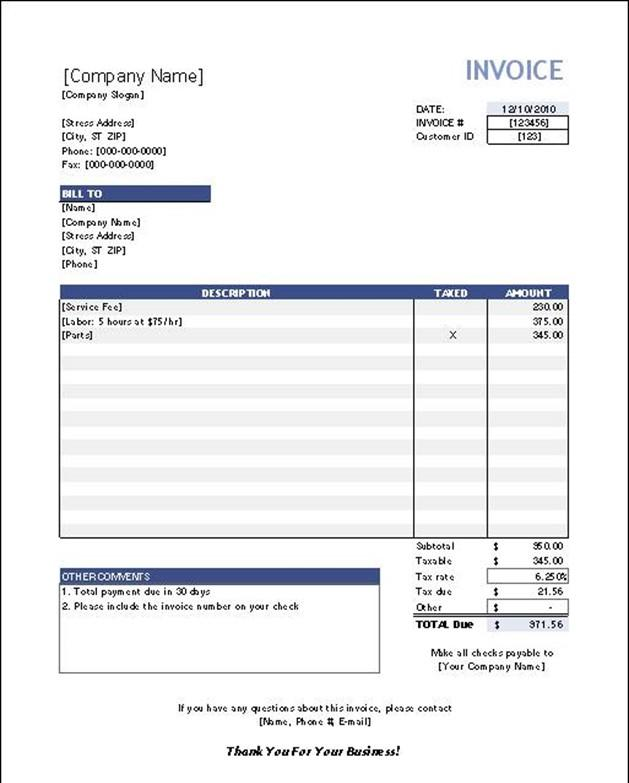 INVOICE
[Company Name]
[Company Slogan]
DATE: 12/10/2010
[Stress Address] INVOICE # [123456]
[City, ST ZIP] Customer ID [123]
Phone: [000-000-0000]
Fax: [000-000-0000]
BILL TO
[Name]
[Company Name]
[Stress Address]
[City, ST ZIP]
[Phone]
DESCRIPTION TAXED AMOUNT
[Service Fee] 230.00
[Labor: 5 hours at $75/hr] 375.00
[Parts] X 345.00
Subtotal $ 950.00
Taxable $ 345.00
Tax rate 6.250%
Tax due $ 21.56
Other $ -
TOTAL Due $ 971.56
OTHER COMMENTS
1. Total payment due in 30 days
2. Please include the invoice number on your check
Make all checks payable to
[Your Company Name]
If you have any questions about this invoice, please contact
[Name, Phone #, E-mail]
Thank You For Your Business!